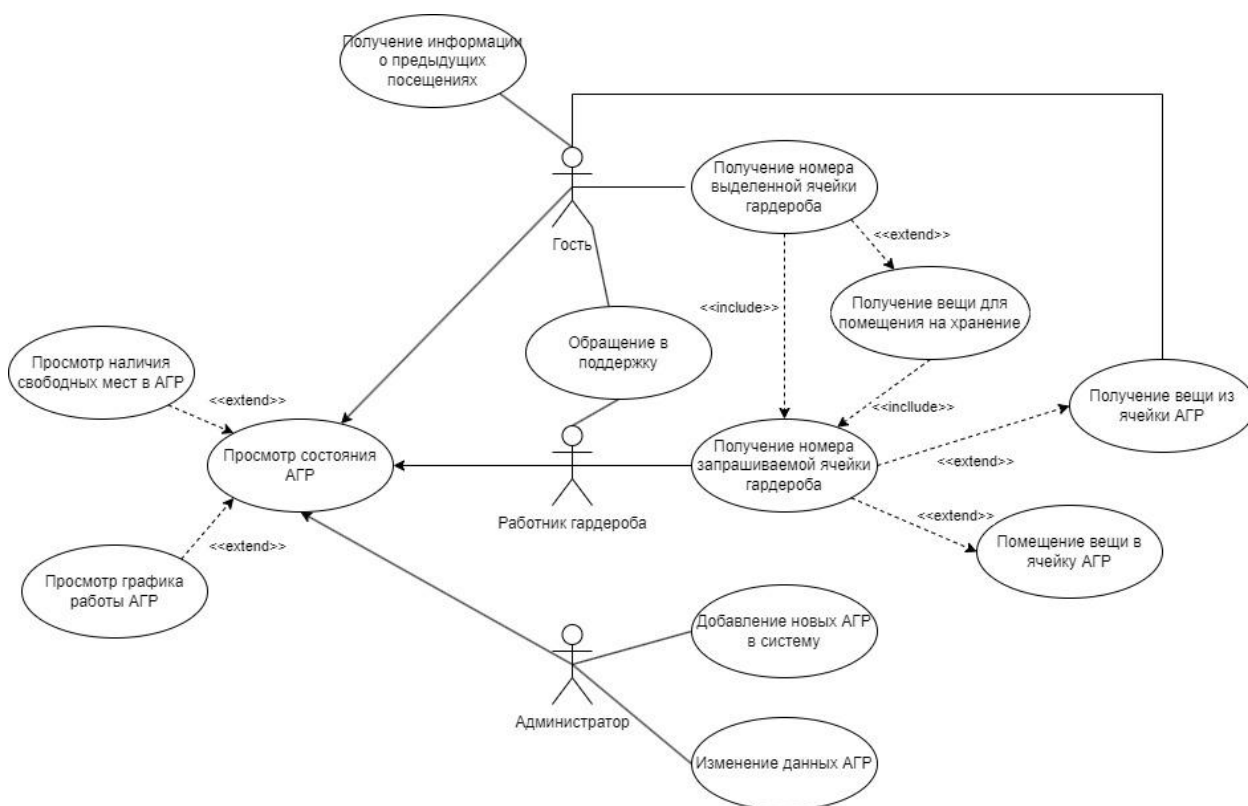 Получение информации
о предыдущих
посещениях
Получение номера
выделенной ячейки
гардероба
<<extend>>
Гость
<<include>>
Получение вещи для
помещения на хранение
Обращение в
поддержку
Просмотр наличия
свободных мест в АГР
<<extend>>
Получение вещи из
ячейки АГР
<<incllude>>
Просмотр состояния
АГР
Получение номера
запрашиваемой ячейки
гардероба
<<extend>>
Работник гардероба
<<extend>>
<<extend>>
Просмотр графика
работы АГР
Помещение вещи в
ячейку АГР
Добавление новых АГР
в систему
Администратор
Изменение данных АГР